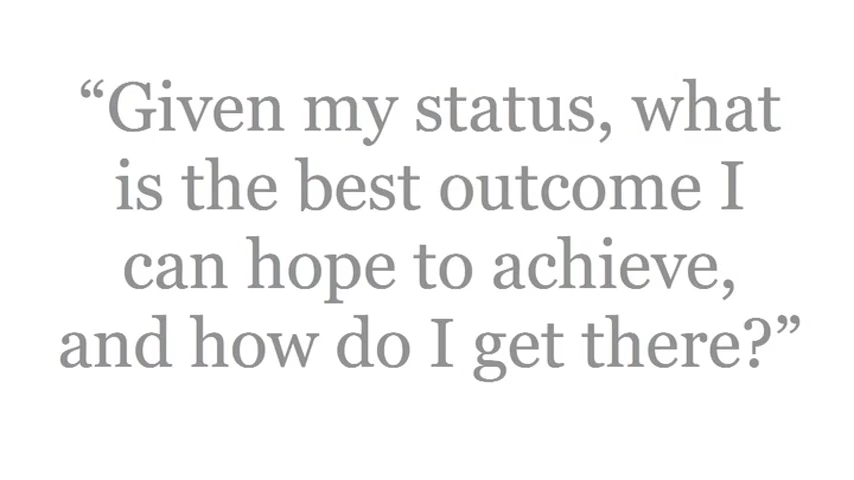 “Given my status, what
is the best outcome I
can hope to achieve,
and how do I get there?”